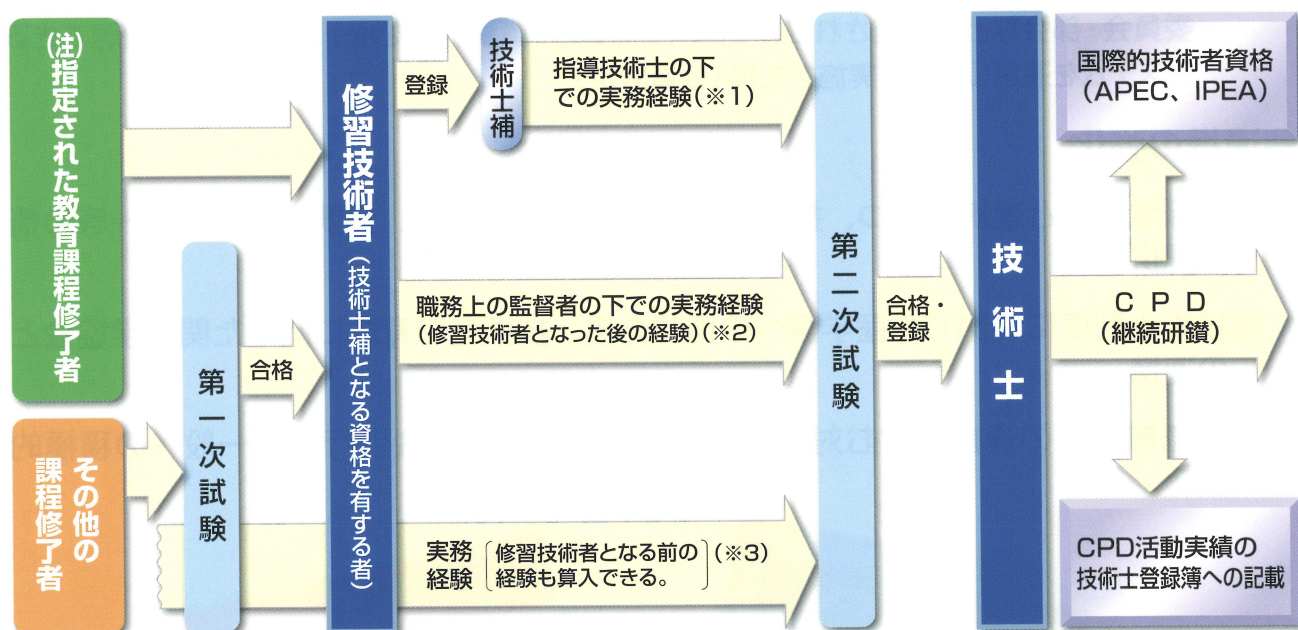 (注)指定された教育課程修了者
その他の
課程修了者
第一次試験
合格
修習技術者(技術士補となる資格を有する者)
登録
技術士補
指導技術士の下
での実務経験(※1)
職務上の監督者の下での実務経験
(修習技術者となった後の経験)(※2)
実務
経験
修習技術者となる前の
経験も算入できる。
(※3)
第二次試験
合格・
登録
技術士
国際的技術者資格
(APEC、IPEA)
CPD
(継続研鑽)
CPD活動実績の
技術士登録簿への記載